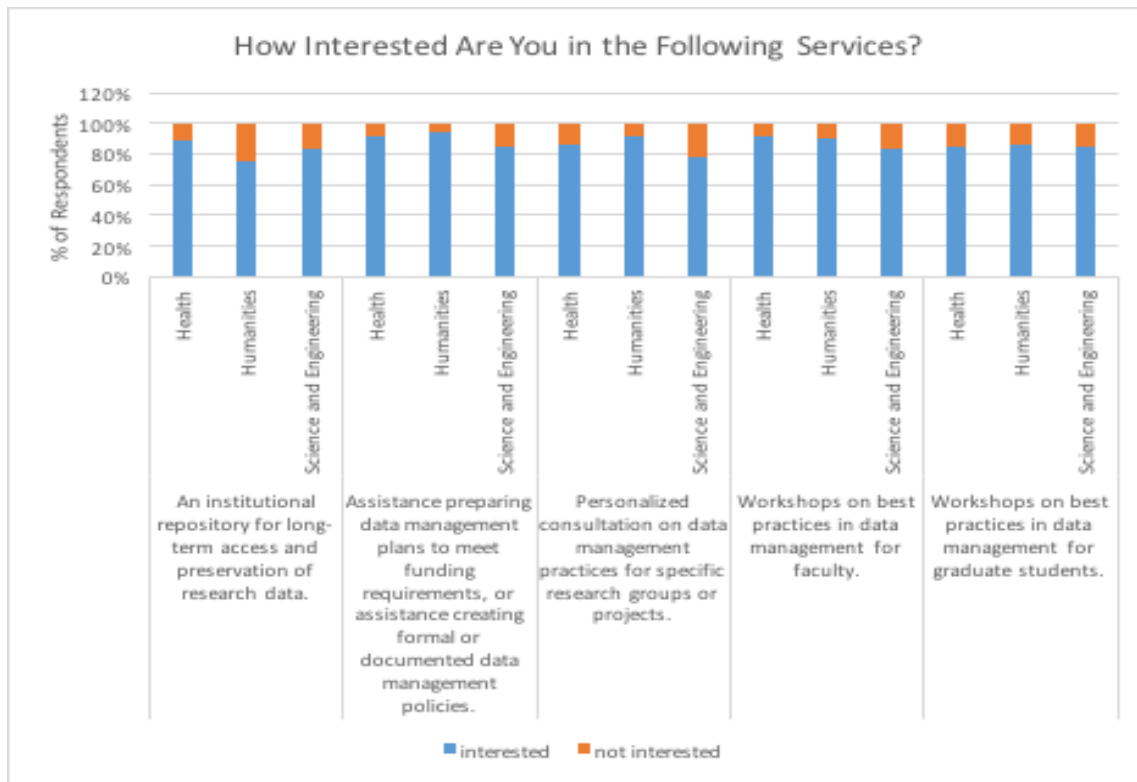 How Interested Are You in the Following Services?
120%
100%
80%
60%
40%
20%
0%
% of Respondents
Health
Humanities
Science and Engineering
Health
Humanities
Science and Engineering
Health
Humanities
Science and Engineering
Health
Humanities
Science and Engineering
Health
Humanities
Science and Engineering
An institutional
repository for long-
term access and
preservation of
research data.
Assistance preparing
data management
plans to meet
funding
requirements, or
assistance creating
formal or
documented data
management
policies.
Personalized
consultation on data
management
practices for specific
research groups or
projects.
Workshops on best
practices in data
management for
faculty.
Workshops on best
practices in data
management for
graduate students.
interested
not interested